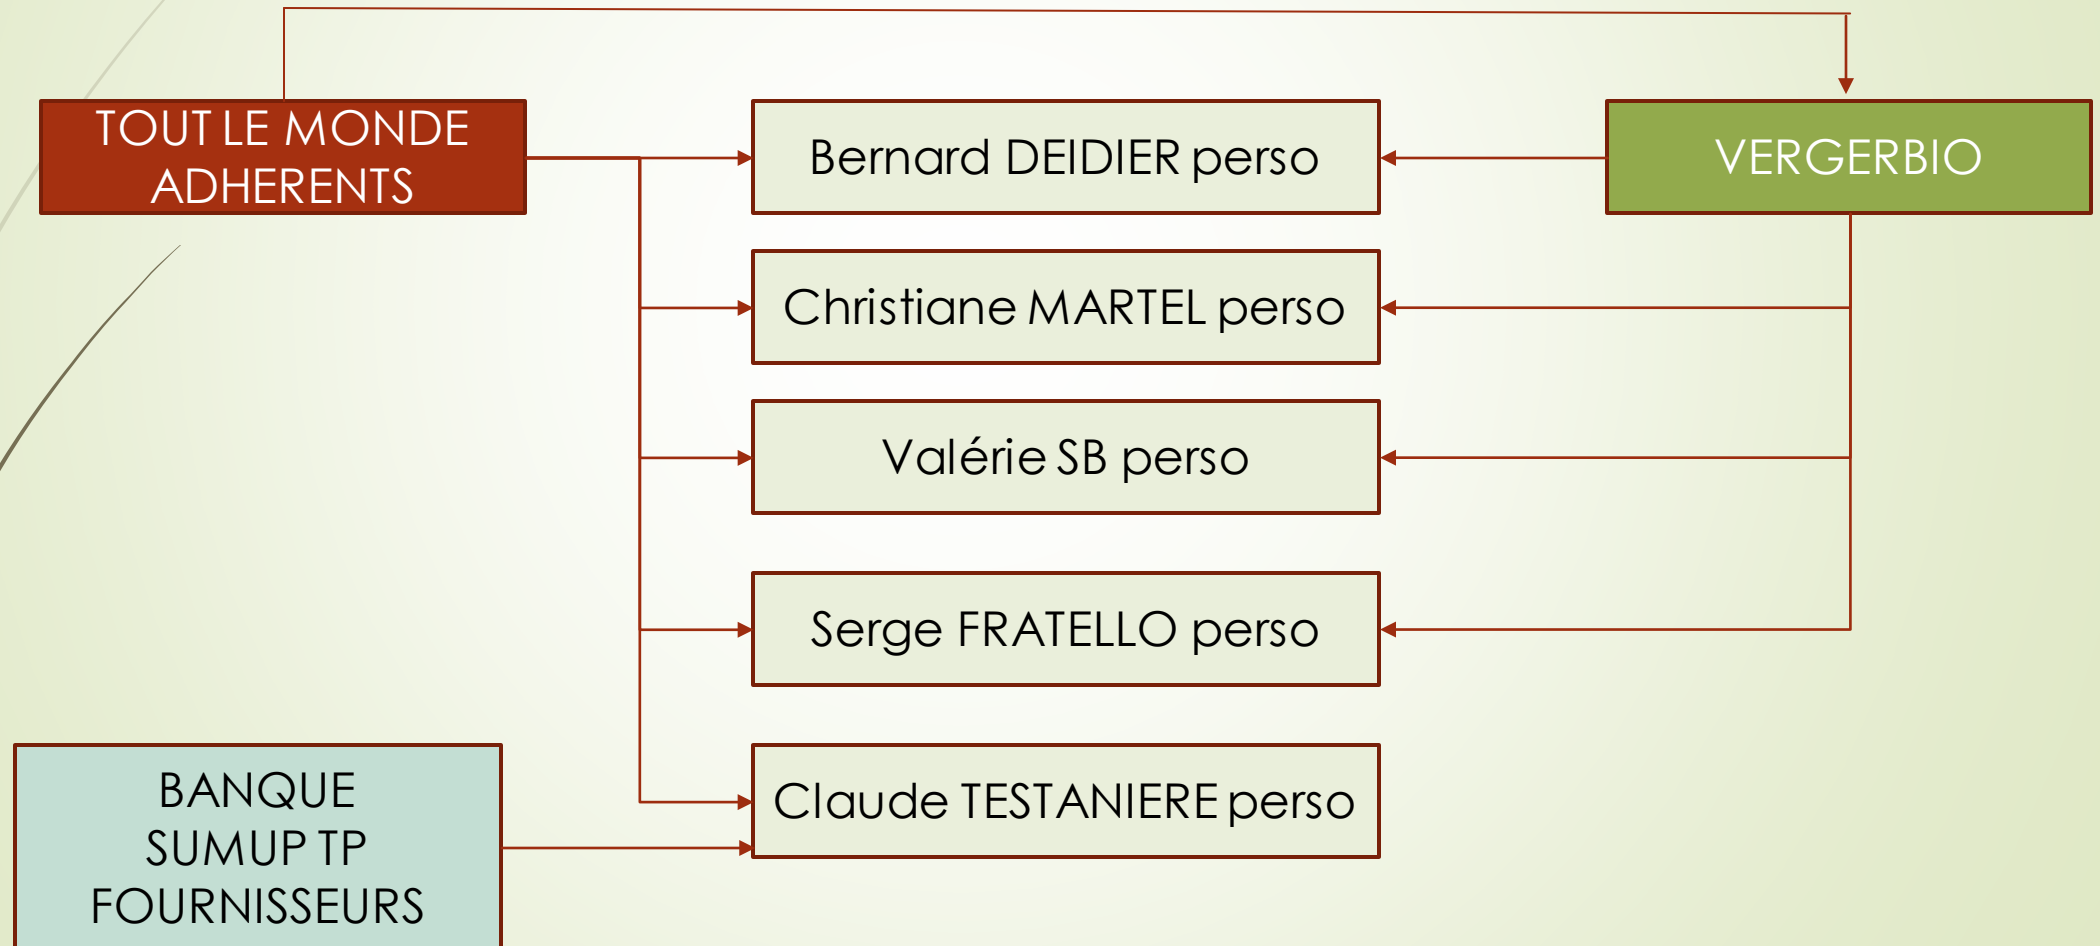 TOUT LE MONDE
ADHERENTS
Bernard DEIDIER perso
VERGERBIO
Christiane MARTEL perso
Valérie SB perso
Serge FRATELLO perso
Claude TESTANIERE perso
BANQUE
SUMUP TP
FOURNISSEURS